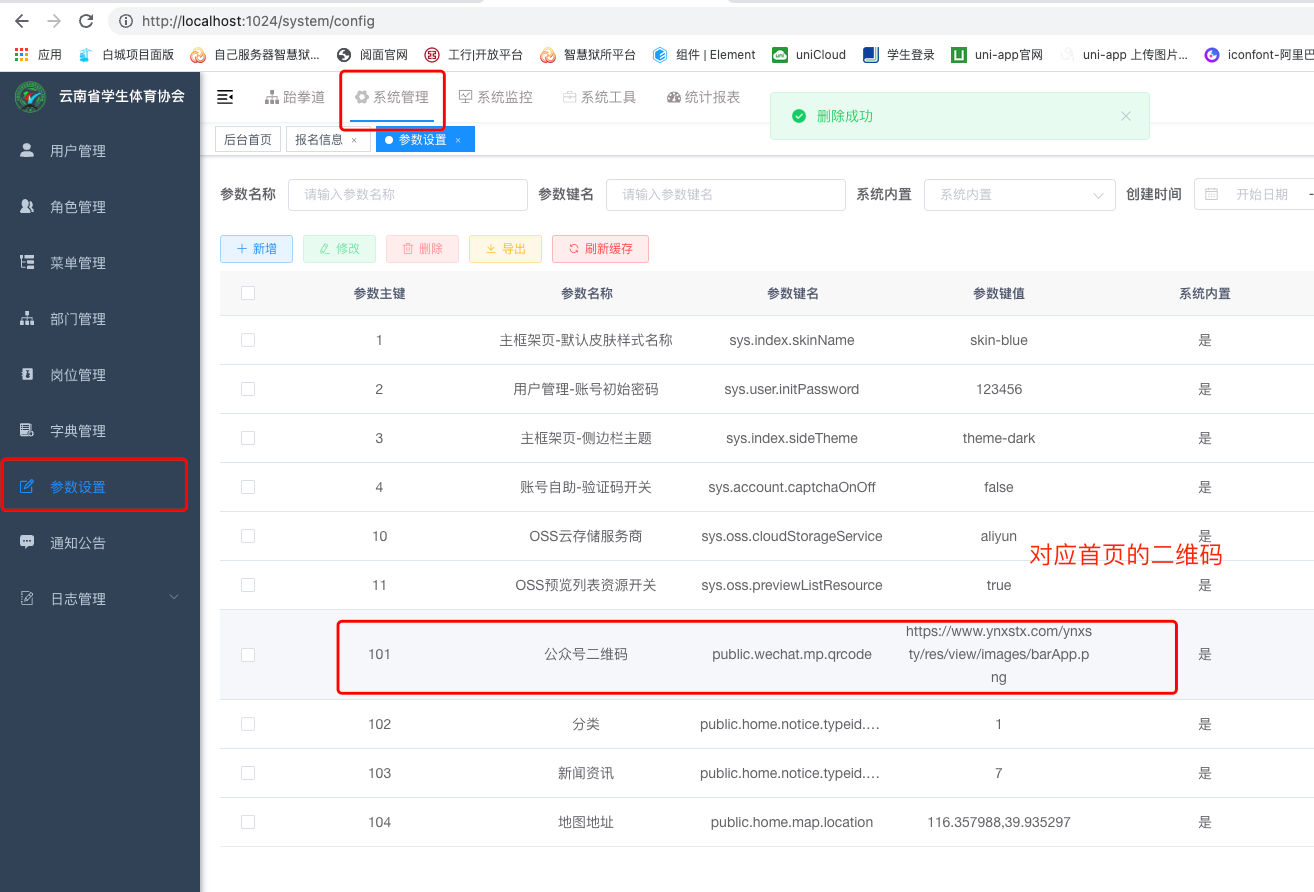 http://localhost:1024/system/config
应用 白城项目面版 自己服务器智慧狱... 阅面官网 工行|开放平台 智慧狱所平台 组件 | Element uniCloud 学生登录 uni-app官网 uni-app 上传图片... iconfont-阿里巴
云南省学生体育协会 跆拳道 系统管理 系统监控 系统工具 统计报表
删除成功
后台首页 报名信息 × 参数设置 ×
用户管理
角色管理
菜单管理
部门管理
岗位管理
字典管理
参数设置
通知公告
日志管理
参数名称 请输入参数名称 参数键名 请输入参数键名 系统内置 系统内置 创建时间 开始日期 -
新增 修改 删除 导出 刷新缓存
参数主键 参数名称 参数键名 参数键值 系统内置
1 主框架页-默认皮肤样式名称 sys.index.skinName skin-blue 是
2 用户管理-账号初始密码 sys.user.initPassword 123456 是
3 主框架页-侧边栏主题 sys.index.sideTheme theme-dark 是
4 账号自助-验证码开关 sys.account.captchaOnOff false 是
10 OSS云存储服务商 sys.oss.cloudStorageService aliyun 是
对应首页的二维码
11 OSS预览列表资源开关 sys.oss.previewListResource true 是
101 公众号二维码 public.wechat.mp.qrcode https://www.ynxstx.com/ynxs
ty/res/view/images/barApp.p
ng 是
102 分类 public.home.notice.typeid.... 1 是
103 新闻资讯 public.home.notice.typeid.... 7 是
104 地图地址 public.home.map.location 116.357988,39.935297 是